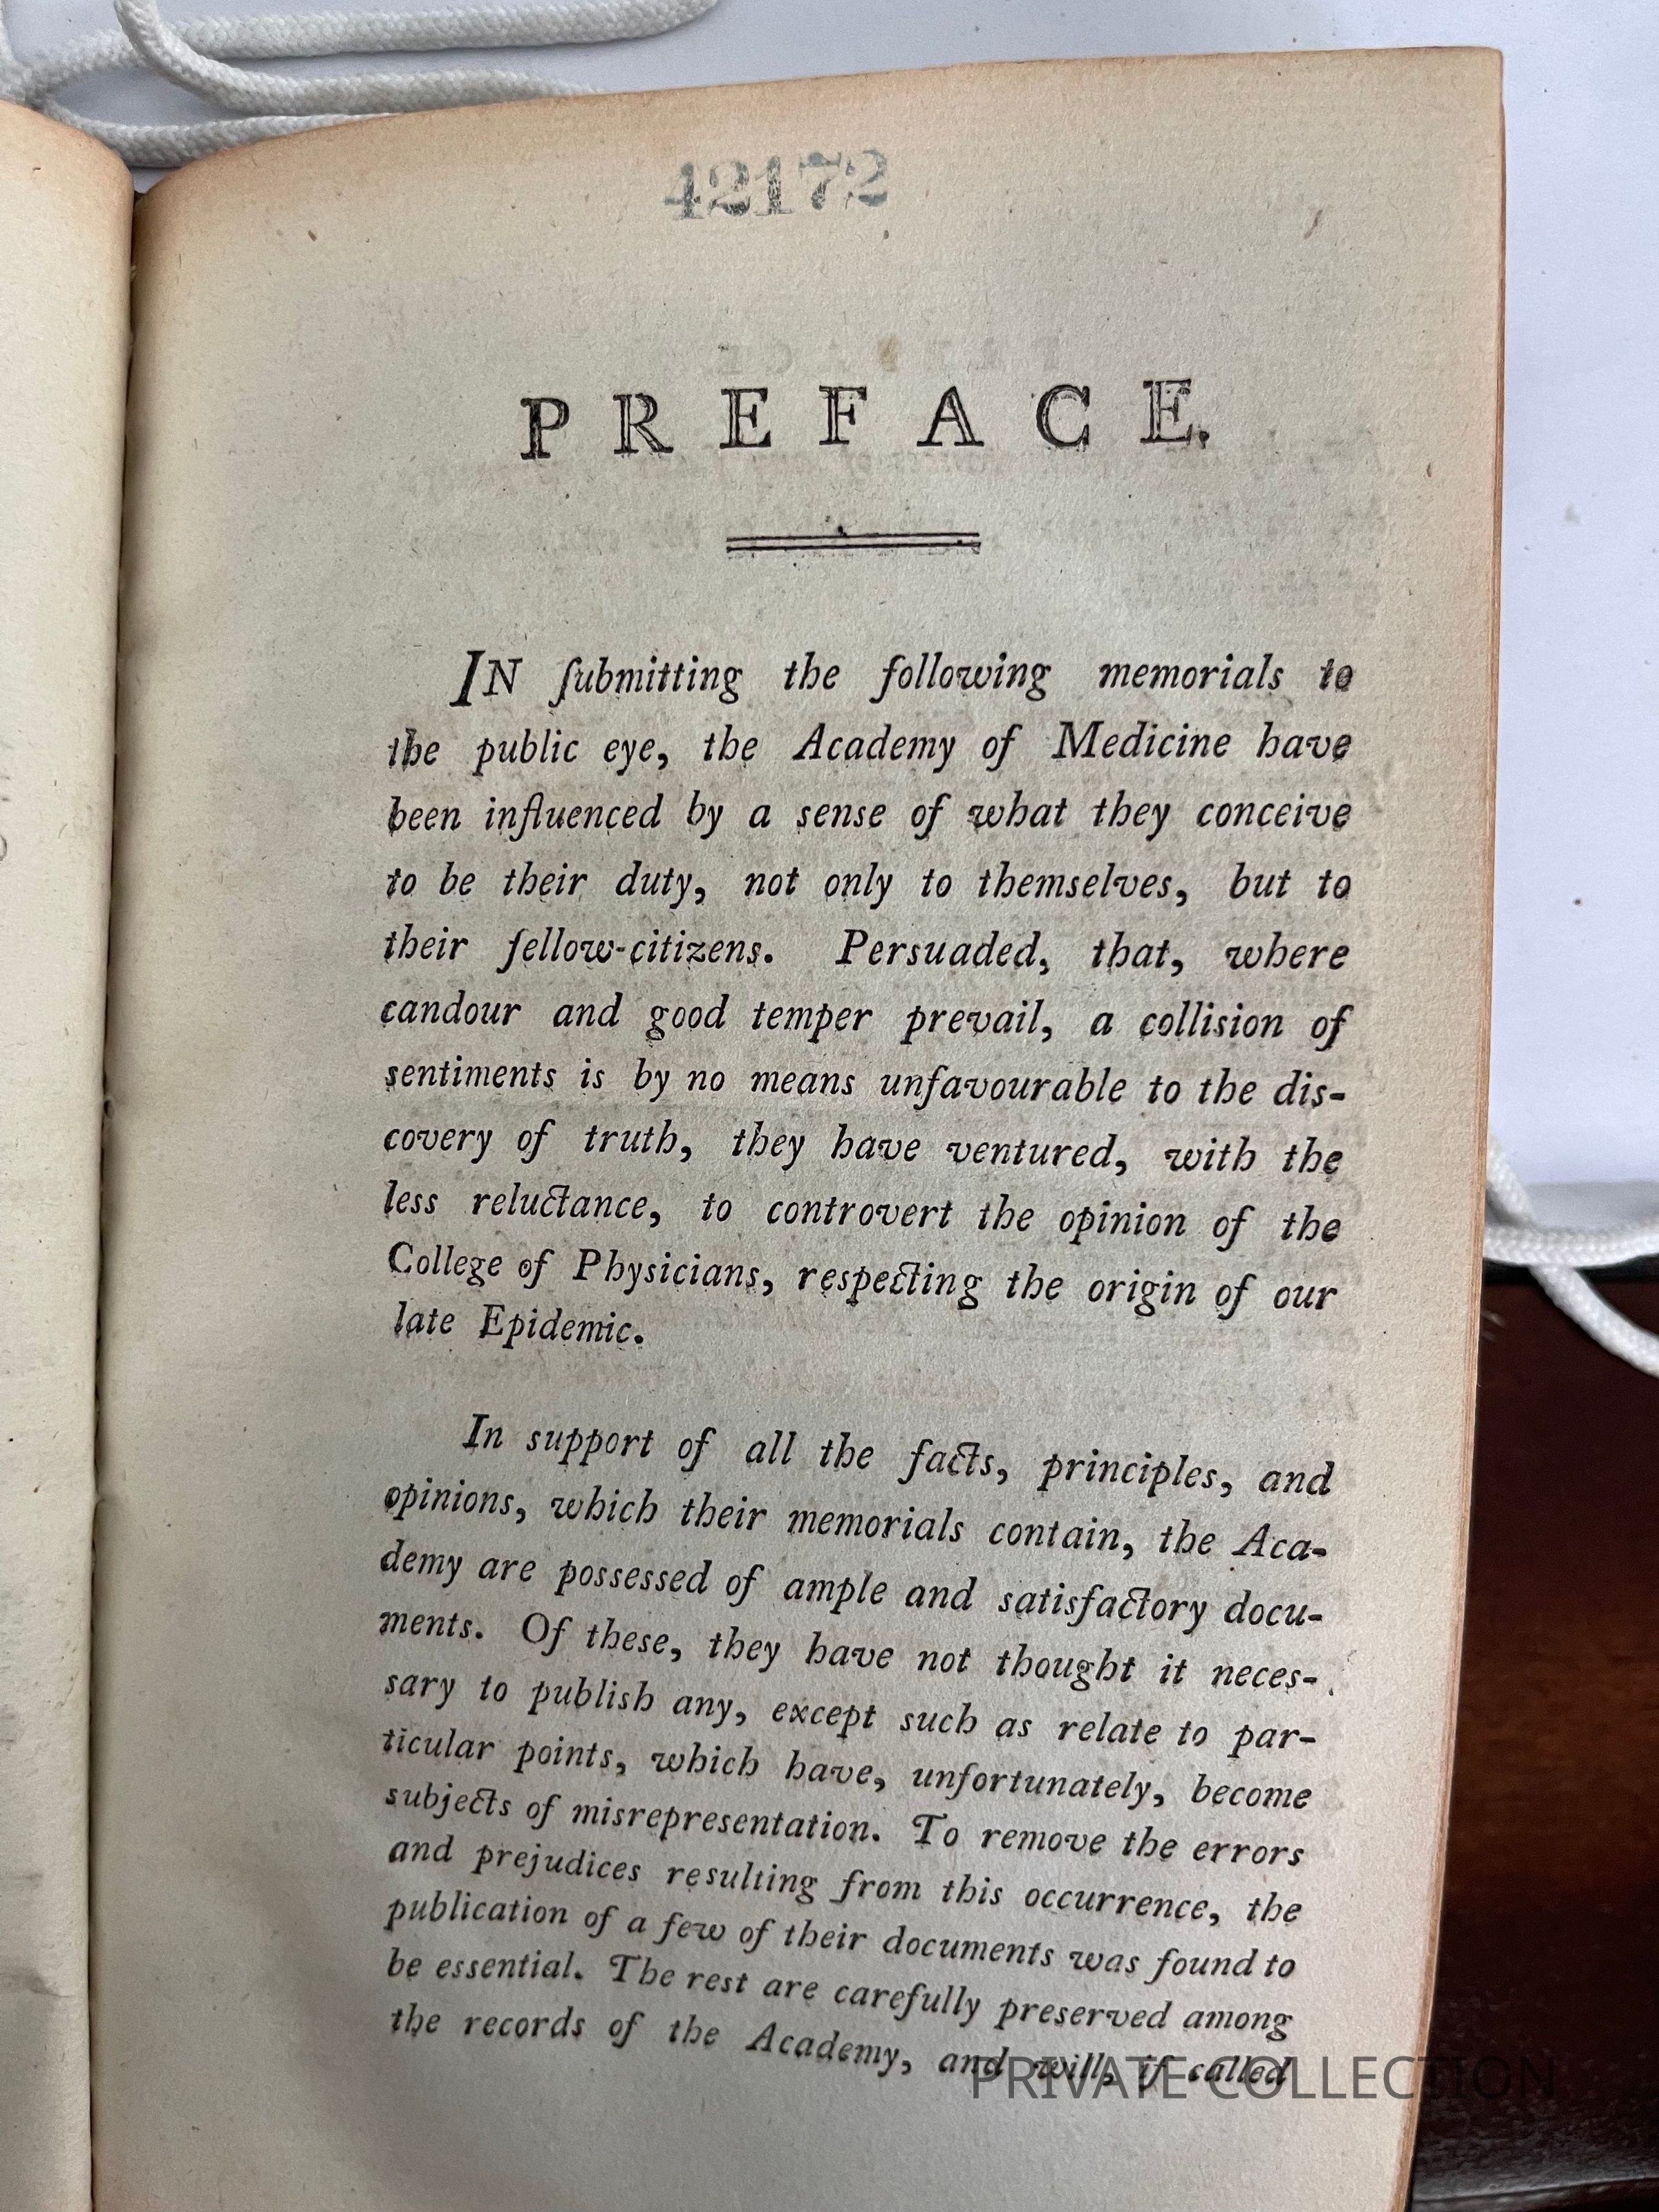 42172
PREFACE.
IN ſubmitting the following memorials to
the public eye, the Academy of Medicine have
been influenced by a sense of what they conceive
to be their duty, not only to themselves, but to
their fellow-citizens. Persuaded, that, where
candour and good temper prevail, a collision of
sentiments is by no means unfavourable to the dis-
covery of truth, they have ventured, with the
less reluctance, to controvert the opinion of the
College of Physicians, respecting the origin of our
late Epidemic.
In support of all the facts, principles, and
opinions, which their memorials contain, the Aca-
demy are possessed of ample and satisfactory docu-
ments. Of these, they have not thought it neces-
sary to publish any, except such as relate to par-
ticular points, which have, unfortunately, become
subjects of misrepresentation. To remove the errors
and prejudices resulting from this occurrence, the
publication of a few of their documents was found to
be essential. The rest are carefully preserved among
the records of the Academy, and will, if called
PRIVATE COLLECTION